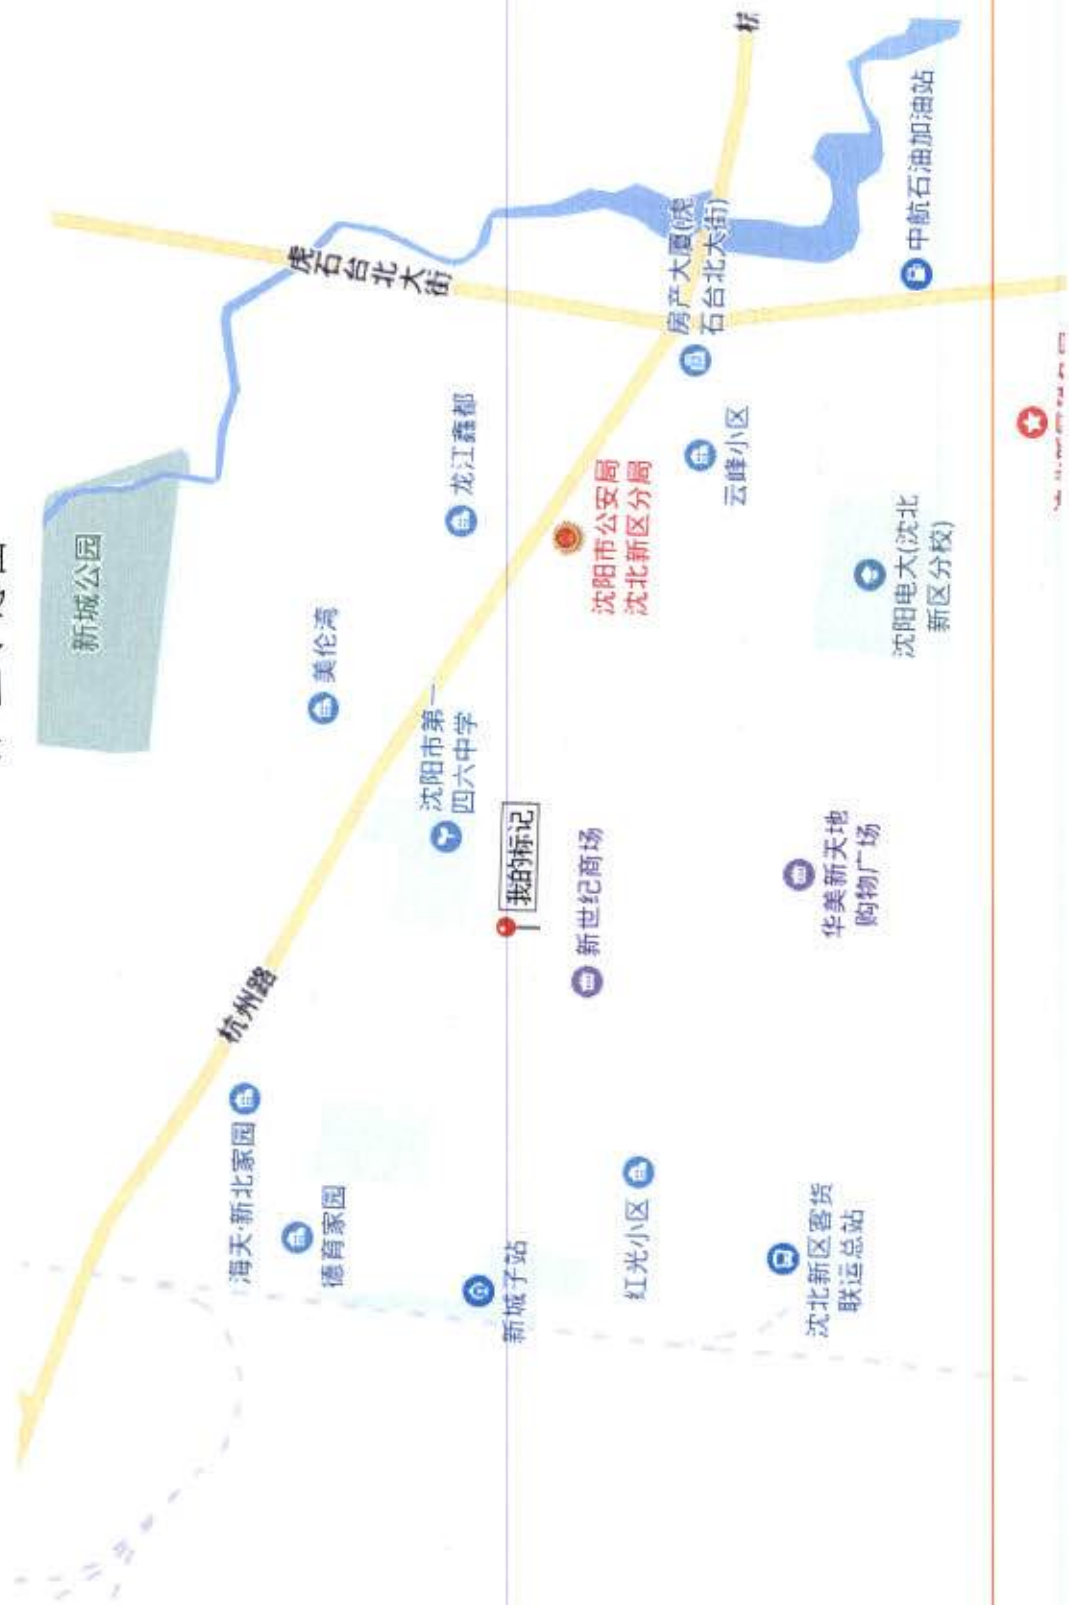 新城公园
虎石台北大街
杭
中航石油加油站
房产大厦(虎
石台北大街)
龙江鑫都
云峰小区
沈阳市公安局
沈北新区分局
沈阳电大(沈北
新区分校)
美伦湾
沈阳市第一
四六中学
我的标记
新世纪商场
华美新天地
购物广场
杭州路
海天·新北家园
德育家园
新城子站
红光小区
沈北新区客货
联运总站